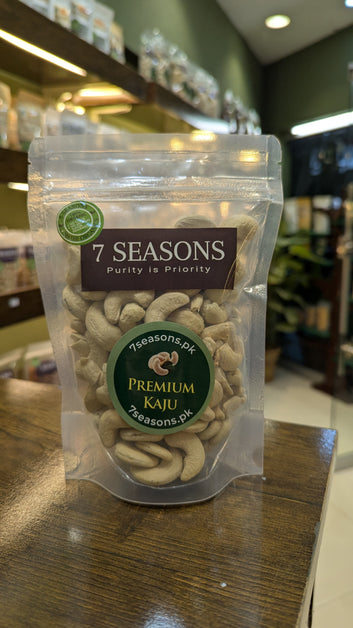 7 SEASONS
Purity is Priority
7seasons.pk
PREMIUM
KAJU
7seasons.pk